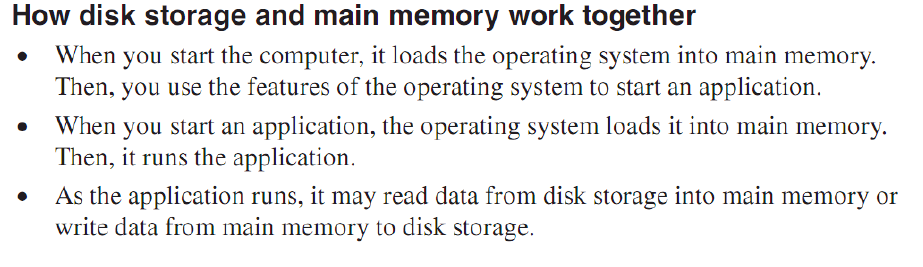 How disk storage and main memory work together
• When you start the computer, it loads the operating system into main memory.
Then, you use the features of the operating system to start an application.
• When you start an application, the operating system loads it into main memory.
Then, it runs the application.
• As the application runs, it may read data from disk storage into main memory or
write data from main memory to disk storage.